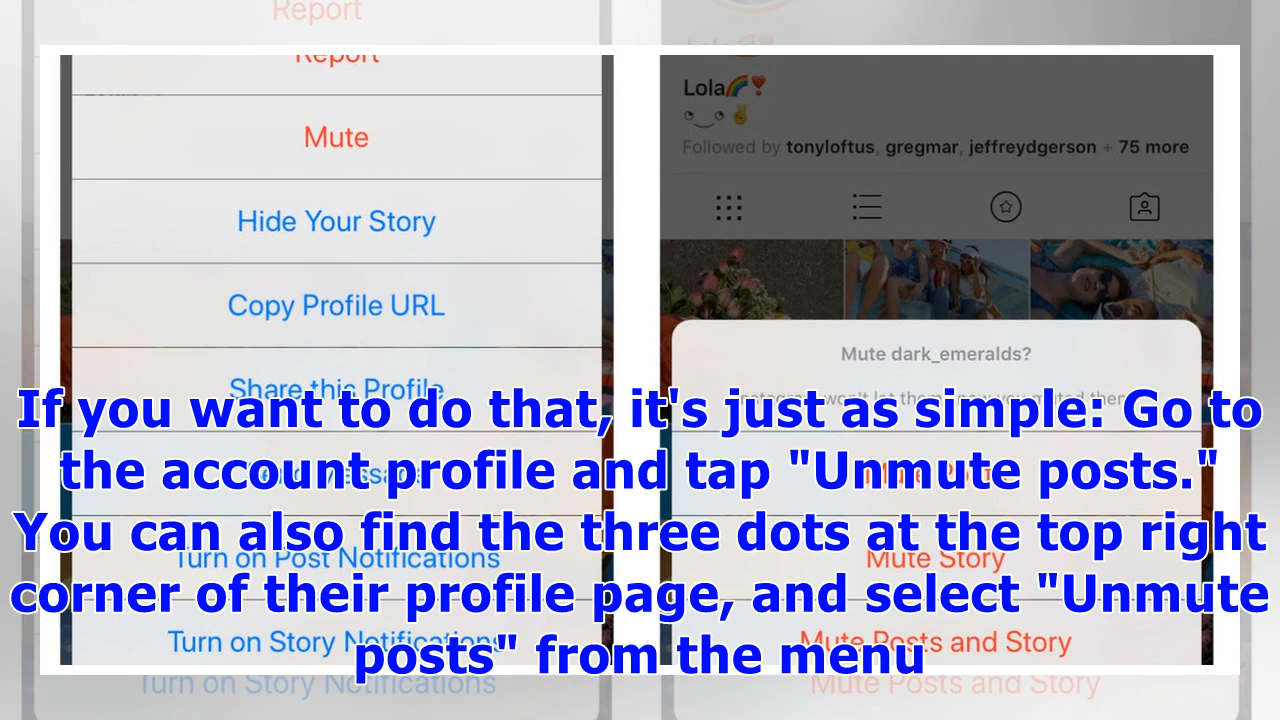 Report
Report
Mute
Hide Your Story
Copy Profile URL
Share this Profile
Turn on Post Notifications
Turn on Story Notifications
Turn on Story Notifications
Lola🌈❣️
Followed by tonyloftus, gregmar, jeffreydgerson + 75 more
Mute dark_emeralds?
Mute Story
Mute Posts and Story
Mute Posts and Story
If you want to do that, it's just as simple: Go to
the account profile and tap "Unmute posts."
You can also find the three dots at the top right
corner of their profile page, and select "Unmute
posts" from the menu